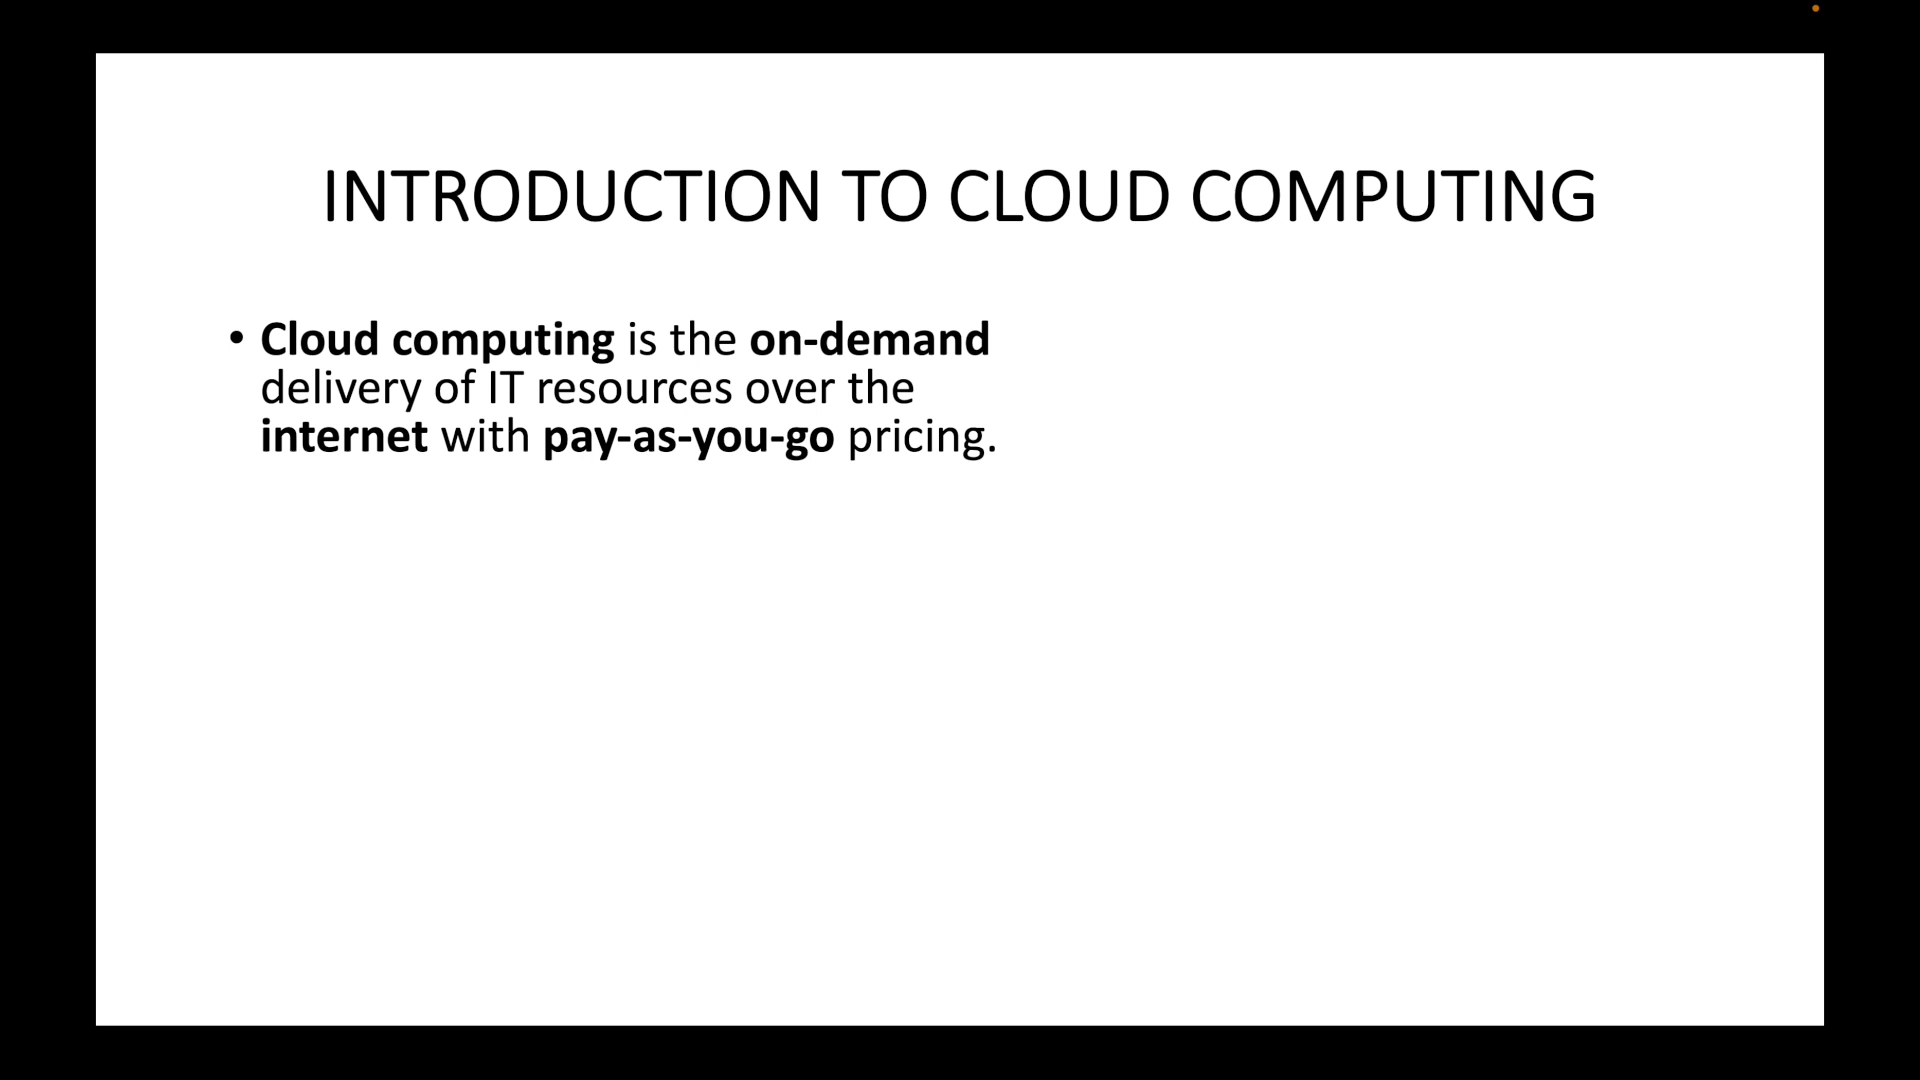 INTRODUCTION TO CLOUD COMPUTING
• Cloud computing is the on-demand
delivery of IT resources over the
internet with pay-as-you-go pricing.